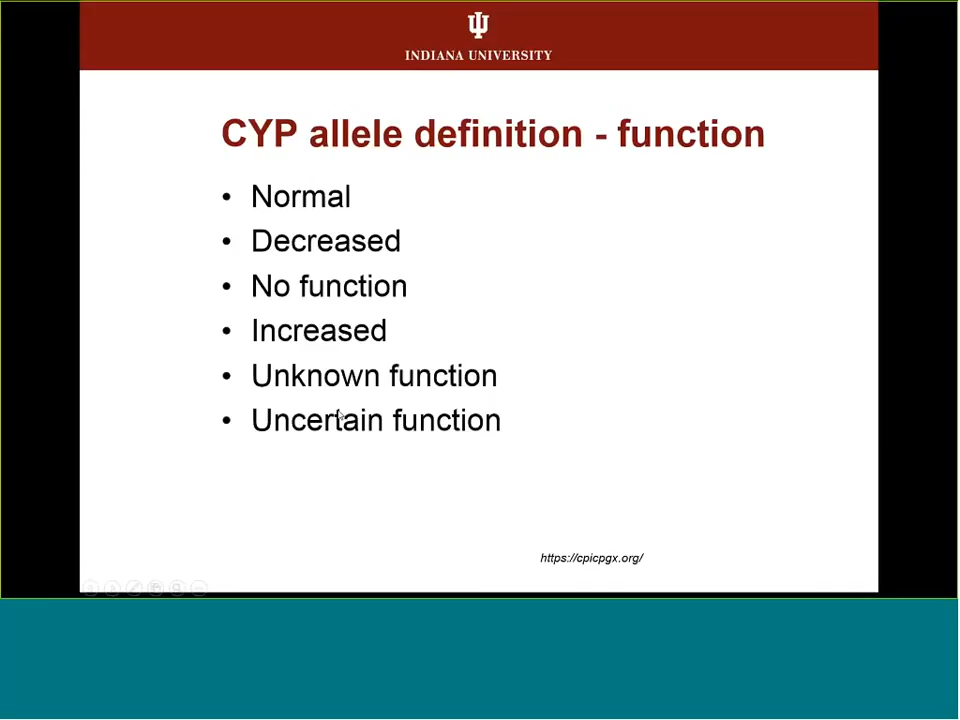 INDIANA UNIVERSITY
CYP allele definition - function
• Normal
• Decreased
• No function
• Increased
• Unknown function
• Uncertain function
https://cpicpgx.org/